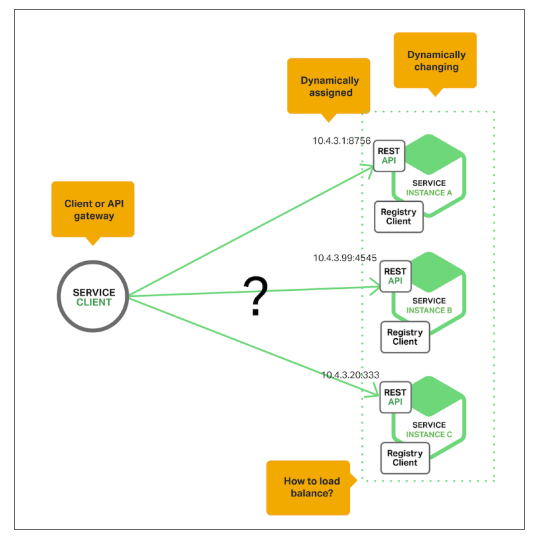 Dynamically
changing
Dynamically
assigned
10.4.3.1:8756
REST
API
SERVICE
INSTANCE A
Registry
Client
Client or API
gateway
10.4.3.99:4545
REST
API
SERVICE
INSTANCE B
Registry
Client
SERVICE
CLIENT
?
10.4.3.20:333
REST
API
SERVICE
INSTANCE C
Registry
Client
How to load
balance?